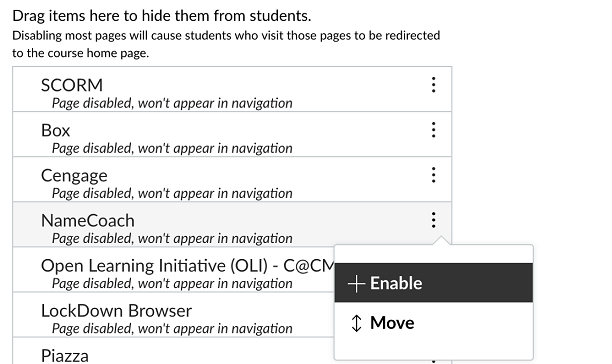 Drag items here to hide them from students.
Disabling most pages will cause students who visit those pages to be redirected
to the course home page.
SCORM
Page disabled, won't appear in navigation
Box
Page disabled, won't appear in navigation
Cengage
Page disabled, won't appear in navigation
NameCoach
Page disabled, won't appear in navigation
Open Learning Initiative (OLI) - C@CM
Page disabled, won't appear in navigation
LockDown Browser
Page disabled, won't appear in navigation
Piazza
Enable
Move